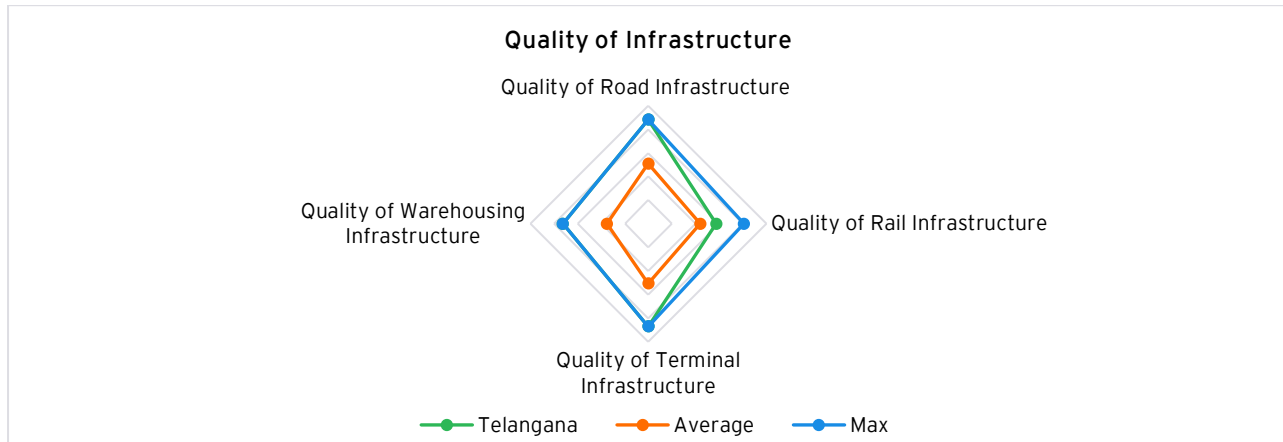 Quality of Infrastructure
Quality of Road Infrastructure
Quality of Warehousing
Infrastructure
Quality of Rail Infrastructure
Quality of Terminal
Infrastructure
Telangana Average Max